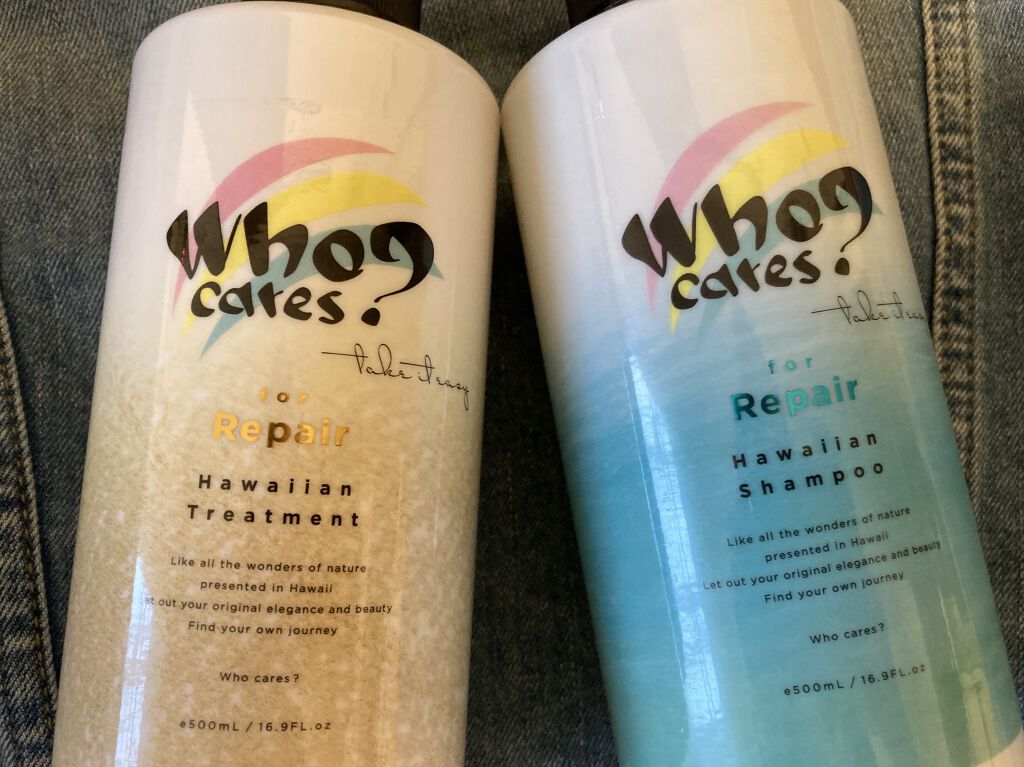 Who
cares?
take it easy
for
Repair
Hawaiian
Treatment
Like all the wonders of nature
presented in Hawaii
Let out your original elegance and beauty
Find your own journey
Who cares?
e500mL / 16.9FL.oz
Who
cares?
take it easy
for
Repair
Hawaiian
Shampoo
Like all the wonders of nature
presented in Hawaii
Let out your original elegance and beauty
Find your own journey
Who cares?
e500mL / 16.9FL.oz